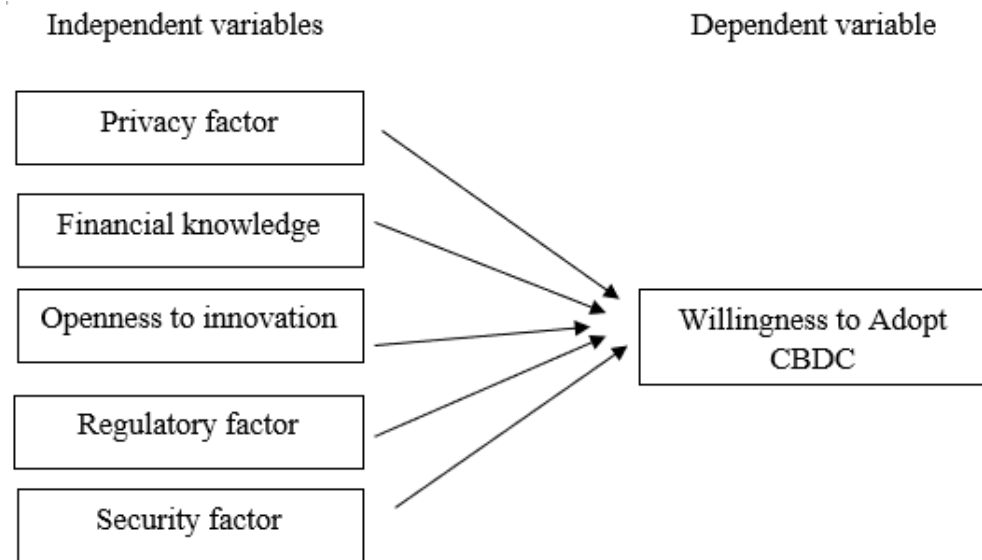 Independent variables
Dependent variable
Privacy factor
Financial knowledge
Openness to innovation
Regulatory factor
Security factor
Willingness to Adopt
CBDC